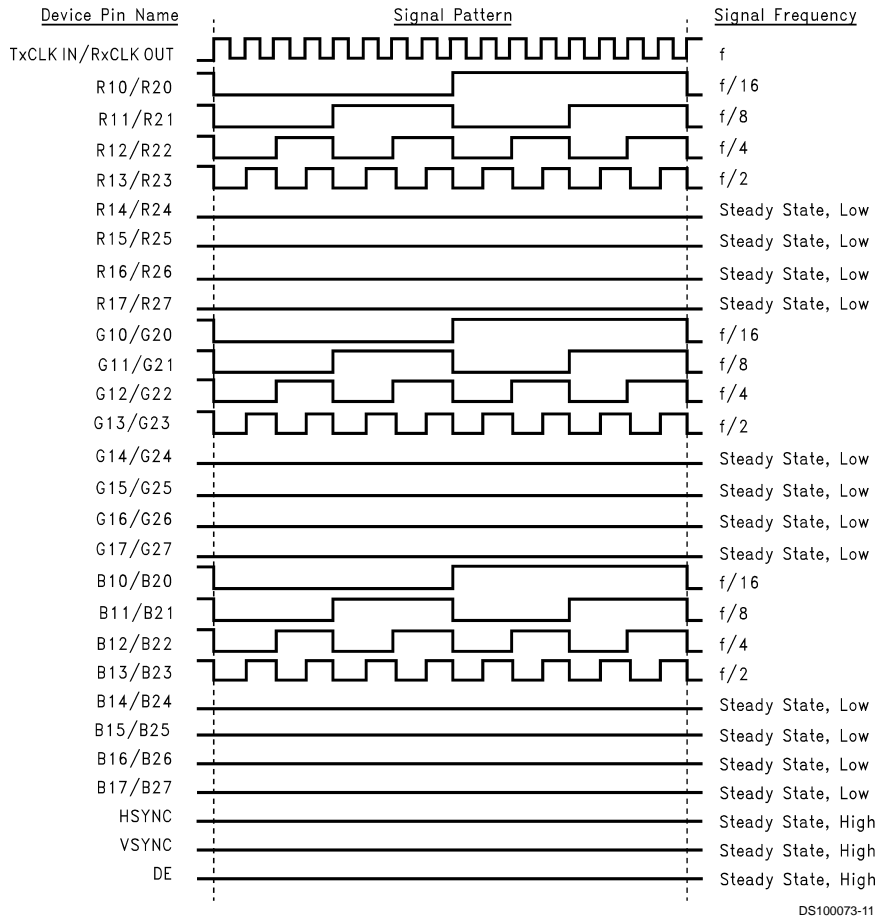 Device Pin Name Signal Pattern Signal Frequency
TxCLK IN/RxCLK OUT f
R10/R20 f/16
R11/R21 f/8
R12/R22 f/4
R13/R23 f/2
R14/R24 Steady State, Low
R15/R25 Steady State, Low
R16/R26 Steady State, Low
R17/R27 Steady State, Low
G10/G20 f/16
G11/G21 f/8
G12/G22 f/4
G13/G23 f/2
G14/G24 Steady State, Low
G15/G25 Steady State, Low
G16/G26 Steady State, Low
G17/G27 Steady State, Low
B10/B20 f/16
B11/B21 f/8
B12/B22 f/4
B13/B23 f/2
B14/B24 Steady State, Low
B15/B25 Steady State, Low
B16/B26 Steady State, Low
B17/B27 Steady State, Low
HSYNC Steady State, High
VSYNC Steady State, High
DE Steady State, High
DS100073-11